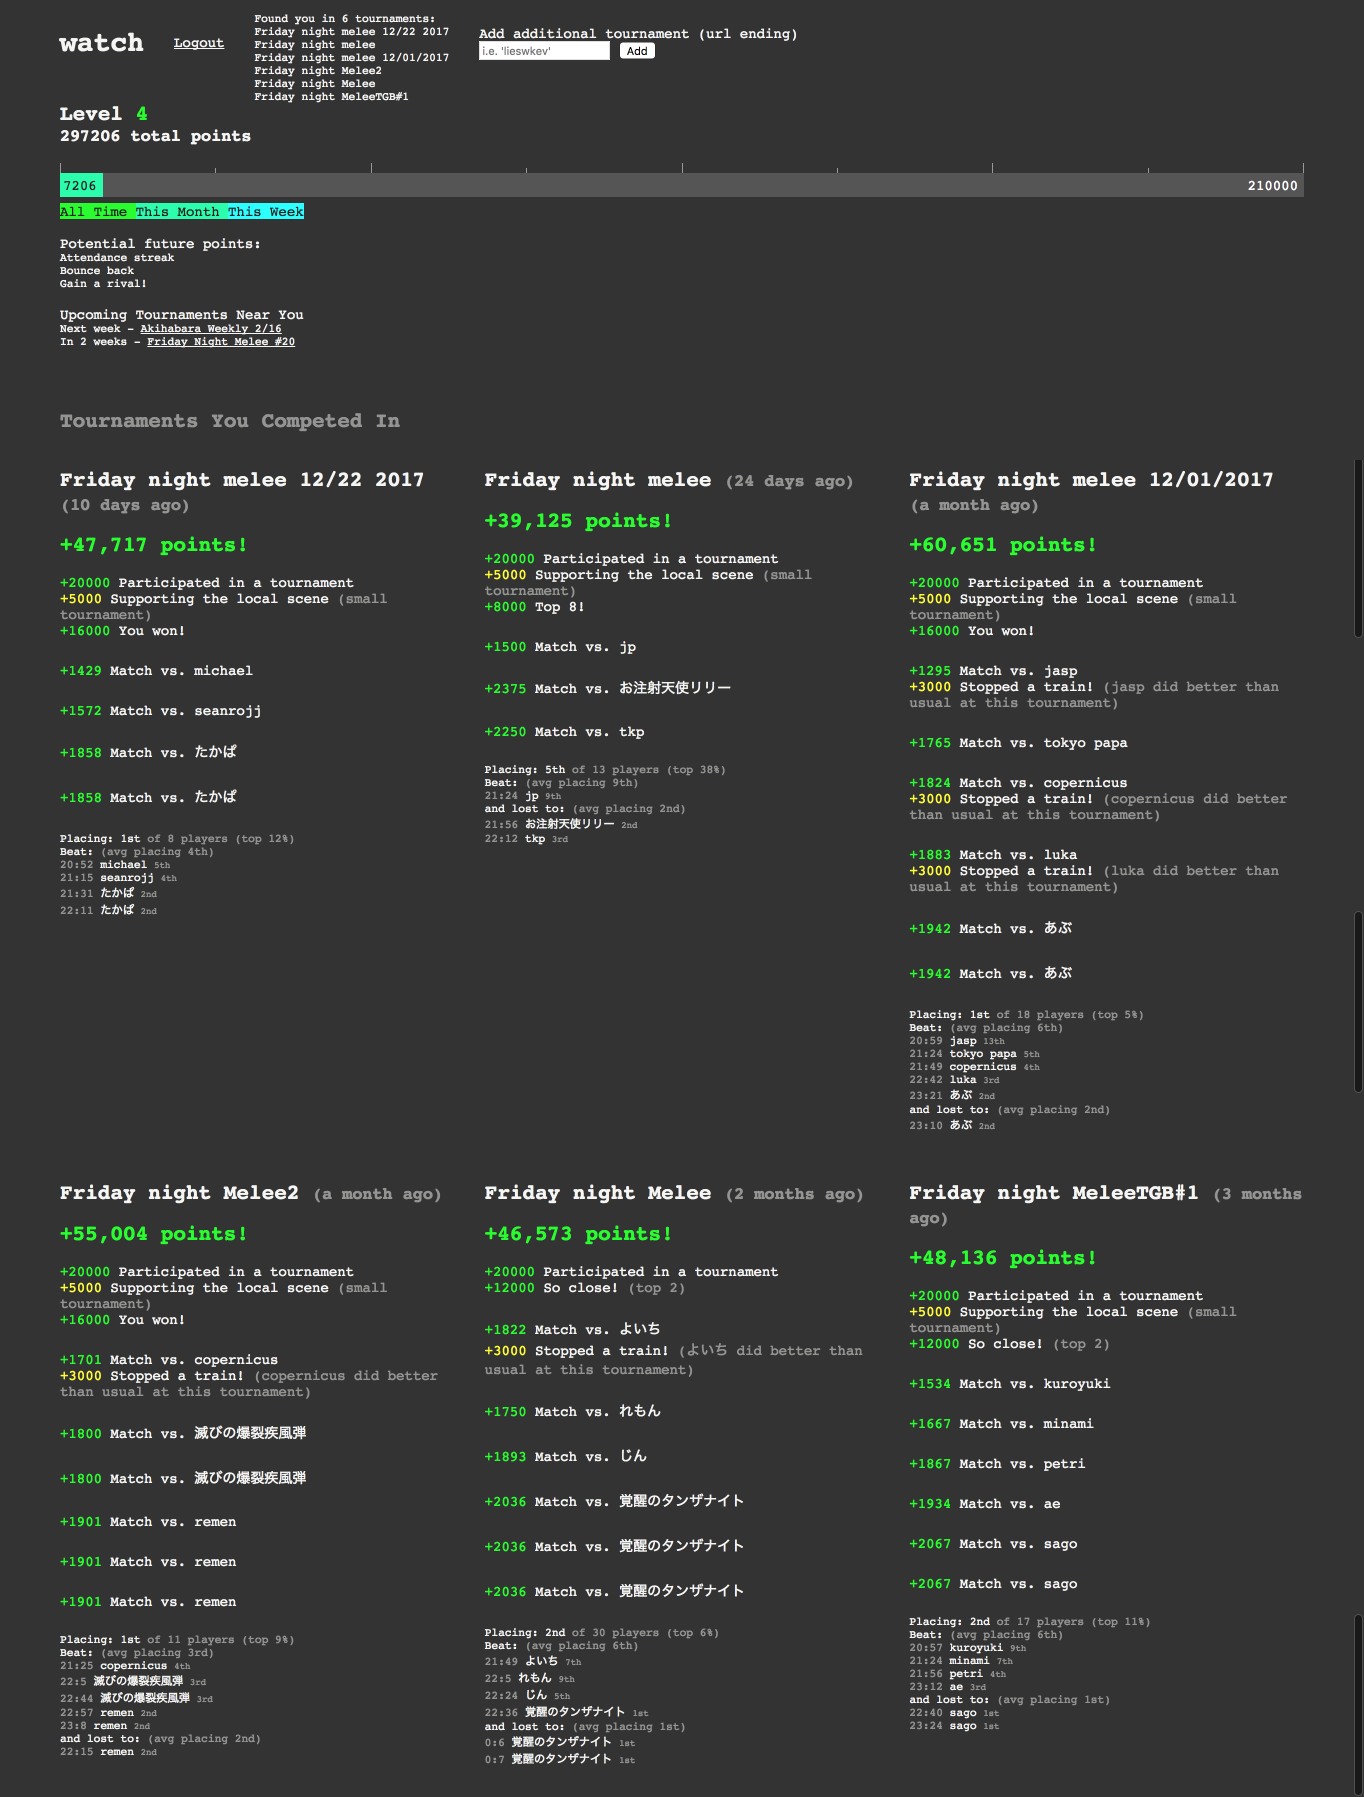 watch
Logout
Found you in 6 tournaments:
Friday night melee 12/22 2017
Friday night melee
Friday night melee 12/01/2017
Friday night Melee2
Friday night Melee
Friday night MeleeTGB#1
Add additional tournament (url ending)
i.e. 'lieswkev'
Add
Level 4
297206 total points
7206
210000
All Time This Month This Week
Potential future points:
Attendance streak
Bounce back
Gain a rival!
Upcoming Tournaments Near You
Next week - Akihabara Weekly 2/16
In 2 weeks - Friday Night Melee #20
Tournaments You Competed In
Friday night melee 12/22 2017
(10 days ago)
+47,717 points!
+20000 Participated in a tournament
+5000 Supporting the local scene (small
tournament)
+16000 You won!
+1429 Match vs. michael
+1572 Match vs. seanrojj
+1858 Match vs. たかぱ
+1858 Match vs. たかぱ
Placing: 1st of 8 players (top 12%)
Beat: (avg placing 4th)
20:52 michael 5th
21:15 seanrojj 4th
21:31 たかぱ 2nd
22:11 たかぱ 2nd
Friday night melee (24 days ago)
+39,125 points!
+20000 Participated in a tournament
+5000 Supporting the local scene (small
tournament)
+8000 Top 8!
+1500 Match vs. jp
+2375 Match vs. お注射天使リリー
+2250 Match vs. tkp
Placing: 5th of 13 players (top 38%)
Beat: (avg placing 9th)
21:24 jp 9th
and lost to: (avg placing 2nd)
21:56 お注射天使リリー 2nd
22:12 tkp 3rd
Friday night melee 12/01/2017
(a month ago)
+60,651 points!
+20000 Participated in a tournament
+5000 Supporting the local scene (small
tournament)
+16000 You won!
+1295 Match vs. jasp
+3000 Stopped a train! (jasp did better than
usual at this tournament)
+1765 Match vs. tokyo papa
+1824 Match vs. copernicus
+3000 Stopped a train! (copernicus did better
than usual at this tournament)
+1883 Match vs. luka
+3000 Stopped a train! (luka did better than
usual at this tournament)
+1942 Match vs. あぶ
+1942 Match vs. あぶ
Placing: 1st of 18 players (top 5%)
Beat: (avg placing 6th)
20:59 jasp 13th
21:24 tokyo papa 5th
21:49 copernicus 4th
22:42 luka 3rd
23:21 あぶ 2nd
and lost to: (avg placing 2nd)
23:10 あぶ 2nd
Friday night Melee2 (a month ago)
+55,004 points!
+20000 Participated in a tournament
+5000 Supporting the local scene (small
tournament)
+16000 You won!
+1701 Match vs. copernicus
+3000 Stopped a train! (copernicus did better
than usual at this tournament)
+1800 Match vs. 滅びの爆裂疾風弾
+1800 Match vs. 滅びの爆裂疾風弾
+1901 Match vs. remen
+1901 Match vs. remen
+1901 Match vs. remen
Placing: 1st of 11 players (top 9%)
Beat: (avg placing 3rd)
21:25 copernicus 4th
22:5 滅びの爆裂疾風弾 3rd
22:44 滅びの爆裂疾風弾 3rd
22:57 remen 2nd
23:8 remen 2nd
and lost to: (avg placing 2nd)
22:15 remen 2nd
Friday night Melee (2 months ago)
+46,573 points!
+20000 Participated in a tournament
+12000 So close! (top 2)
+1822 Match vs. よいち
+3000 Stopped a train! (よいち did better than
usual at this tournament)
+1750 Match vs. れもん
+1893 Match vs. じん
+2036 Match vs. 覚醒のタンザナイト
+2036 Match vs. 覚醒のタンザナイト
+2036 Match vs. 覚醒のタンザナイト
Placing: 2nd of 30 players (top 6%)
Beat: (avg placing 6th)
21:49 よいち 7th
22:5 れもん 9th
22:24 じん 5th
22:36 覚醒のタンザナイト 1st
and lost to: (avg placing 1st)
0:6 覚醒のタンザナイト 1st
0:7 覚醒のタンザナイト 1st
Friday night MeleeTGB#1 (3 months
ago)
+48,136 points!
+20000 Participated in a tournament
+5000 Supporting the local scene (small
tournament)
+12000 So close! (top 2)
+1534 Match vs. kuroyuki
+1667 Match vs. minami
+1867 Match vs. petri
+1934 Match vs. ae
+2067 Match vs. sago
+2067 Match vs. sago
Placing: 2nd of 17 players (top 11%)
Beat: (avg placing 6th)
20:57 kuroyuki 9th
21:24 minami 7th
21:56 petri 4th
23:12 ae 3rd
and lost to: (avg placing 1st)
22:40 sago 1st
23:24 sago 1st